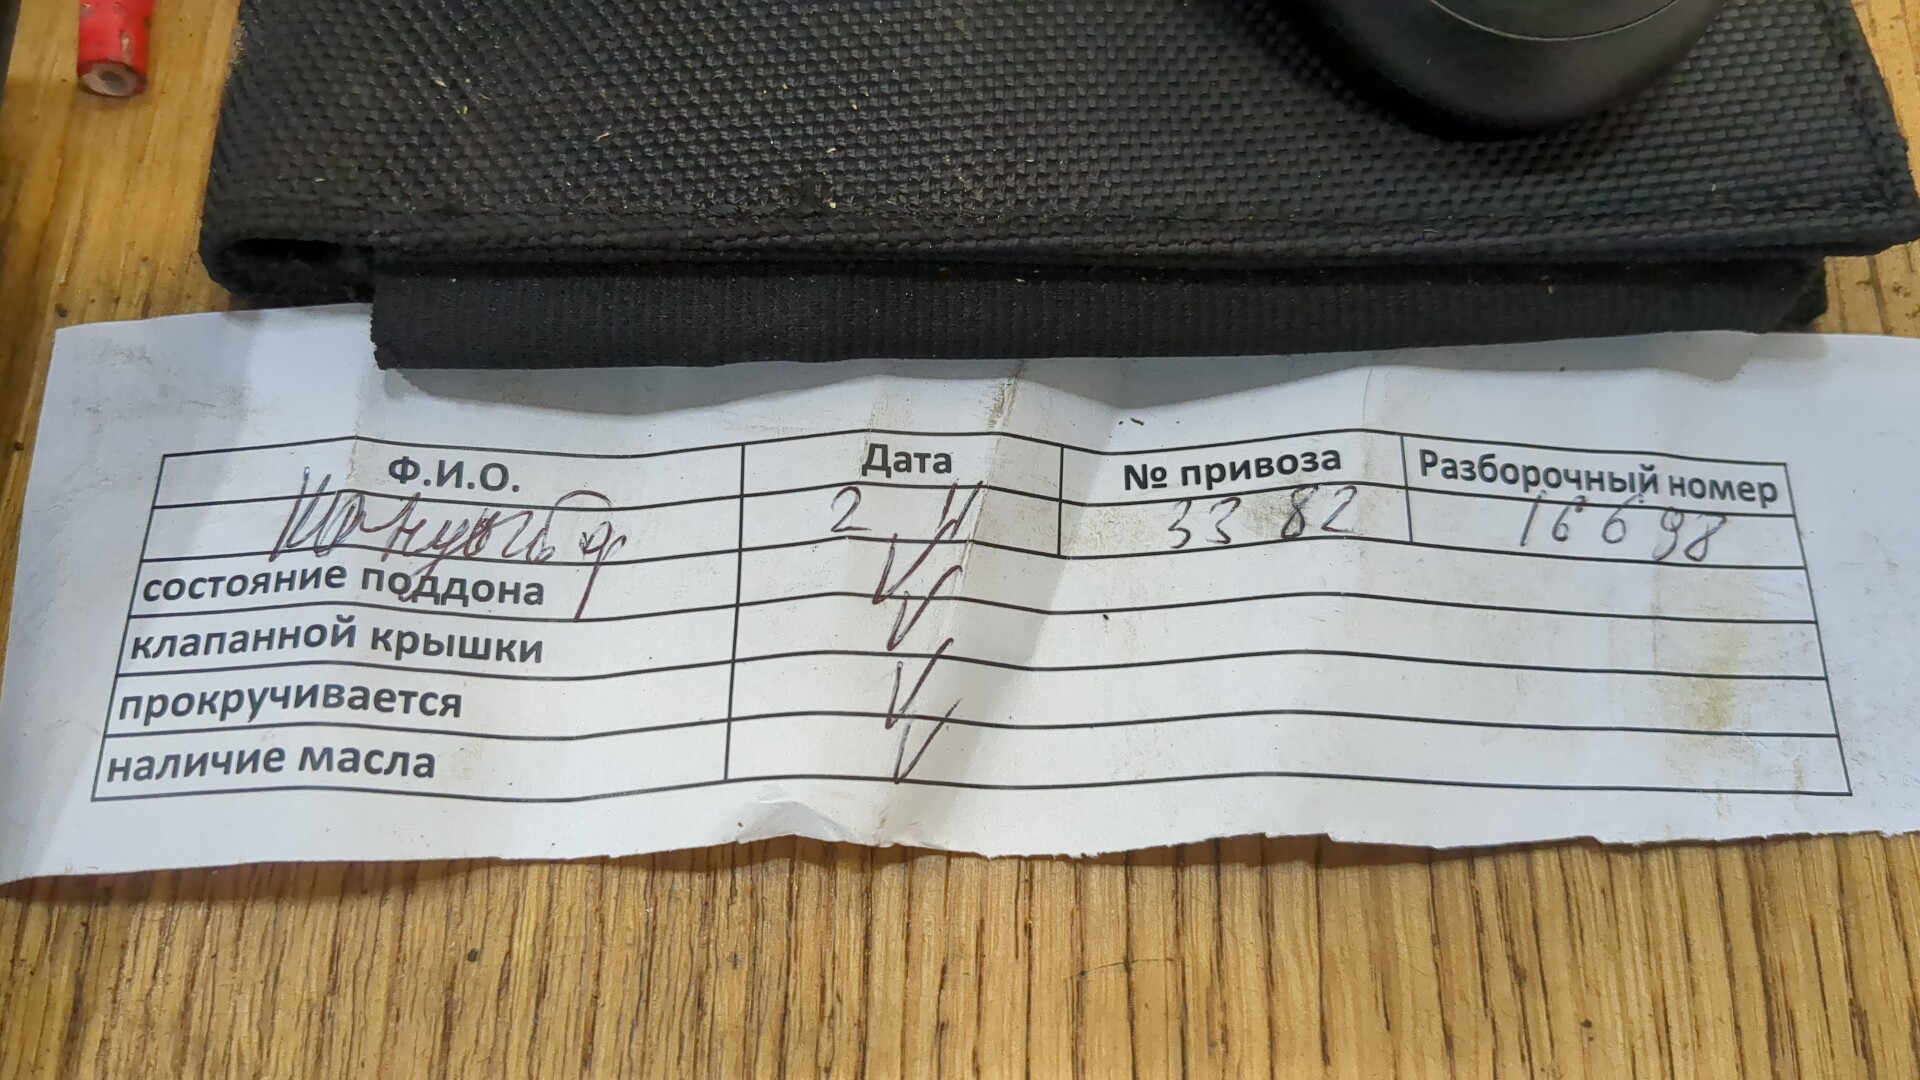 Ф.И.О. Дата № привоза Разборочный номер
2 3382 16698
состояние поддона
клапанной крышки
прокручивается
наличие масла